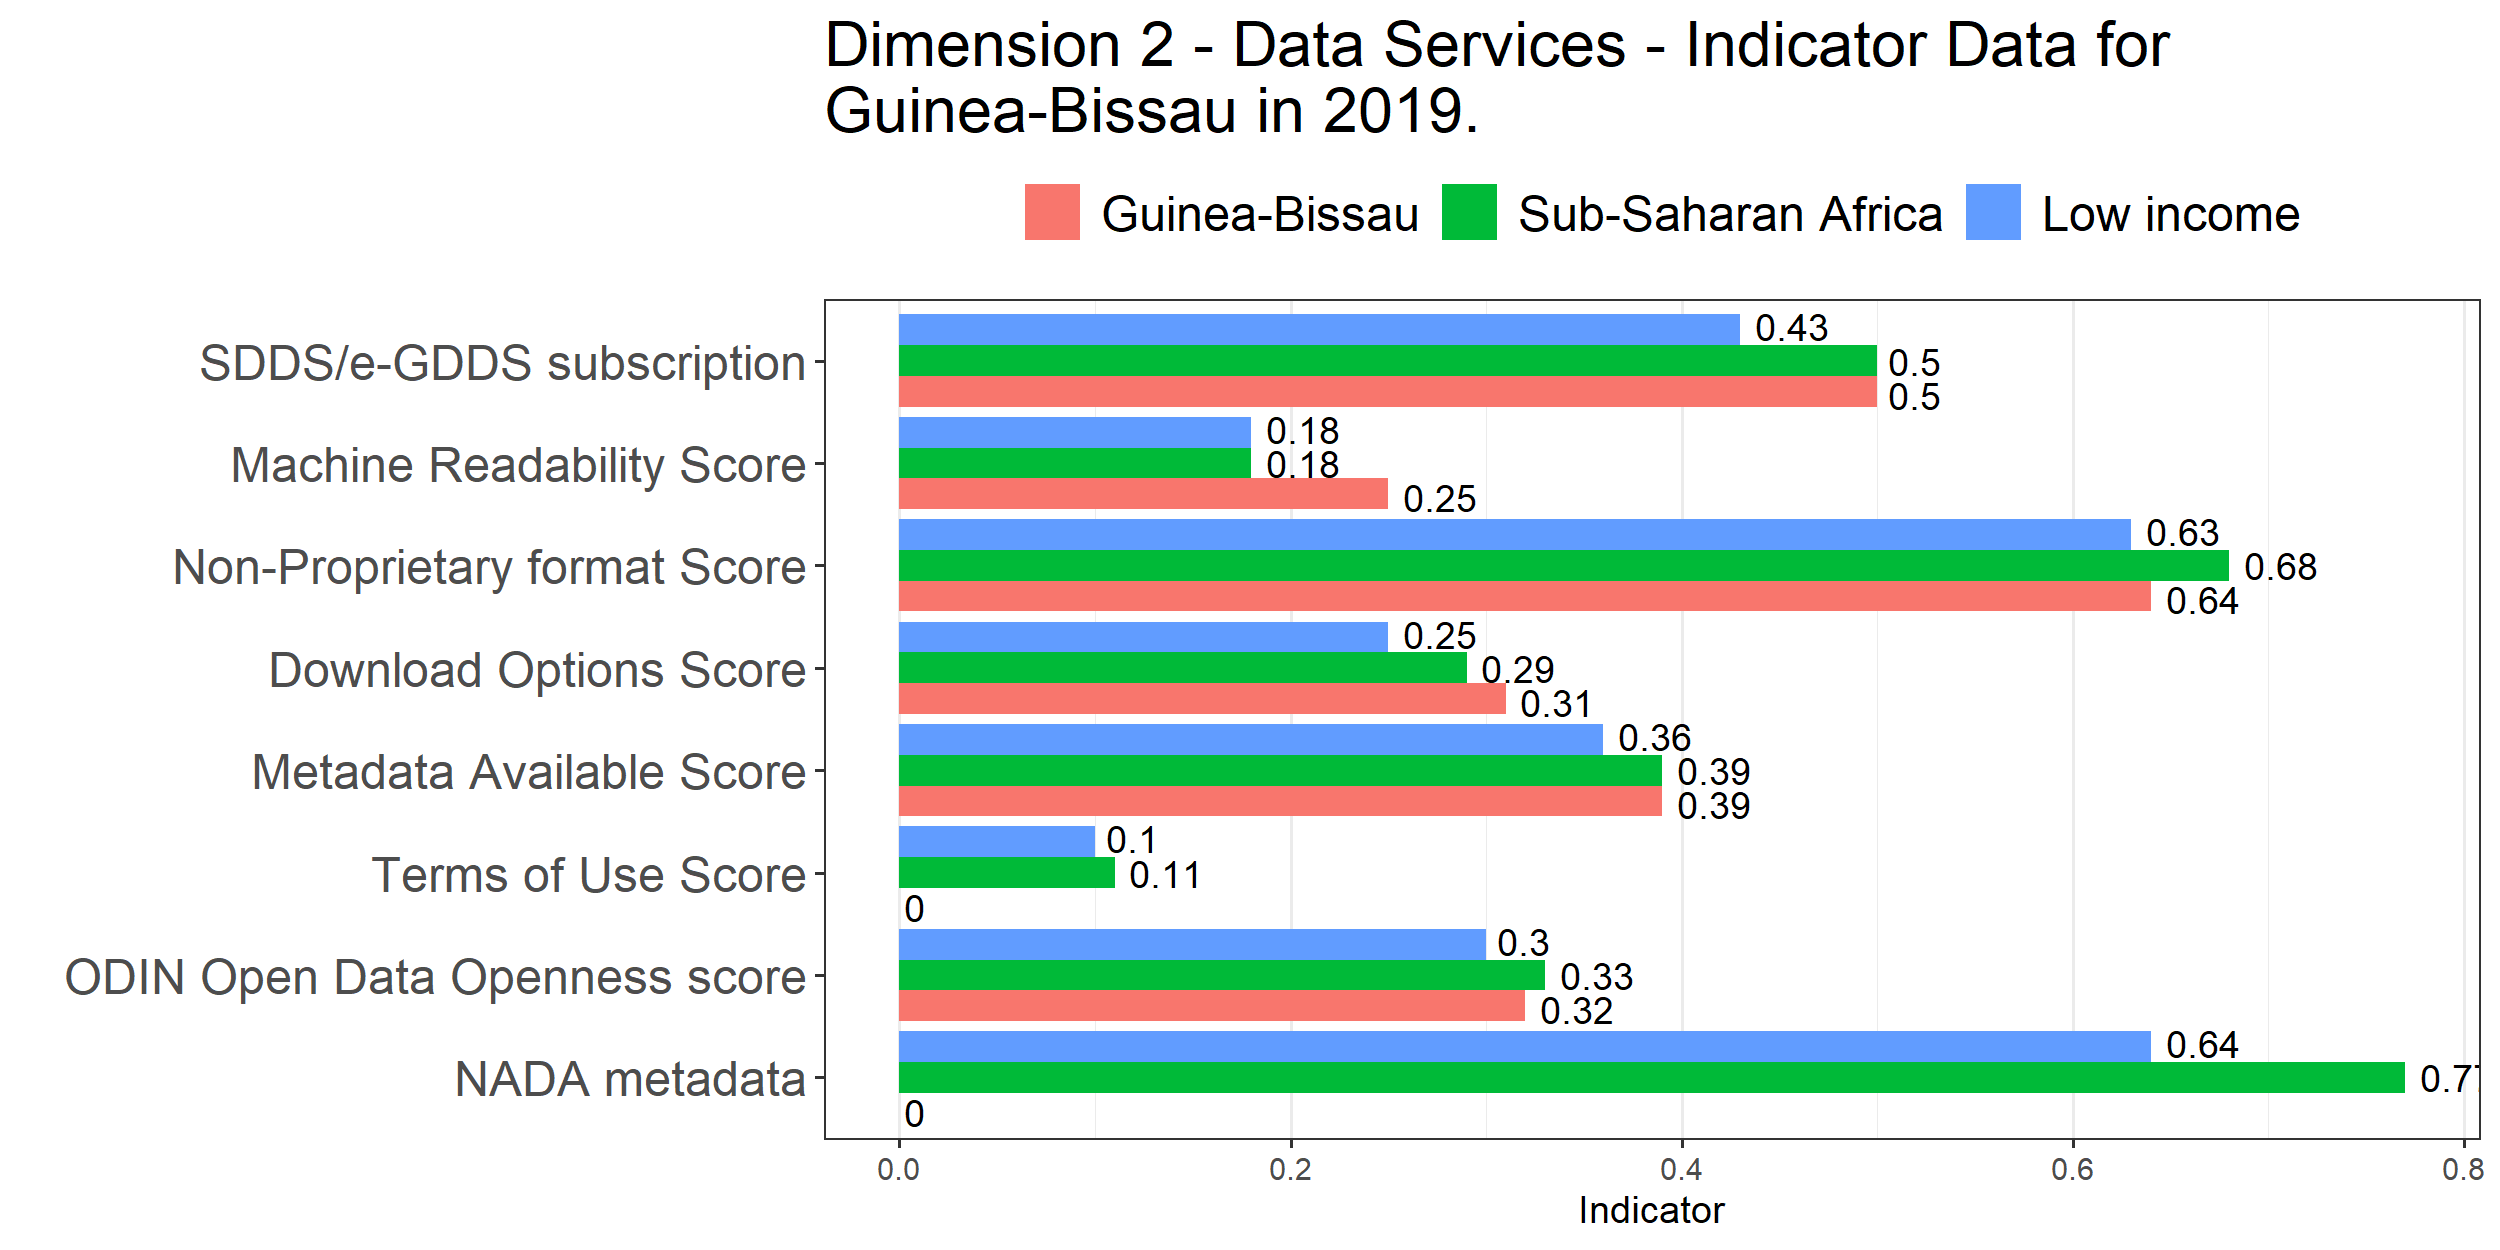 Dimension 2 - Data Services - Indicator Data for
Guinea-Bissau in 2019.
Guinea-Bissau Sub-Saharan Africa Low income
0.43
SDDS/e-GDDS subscription 0.5
0.5
0.18
Machine Readability Score 0.18
0.25
0.63
Non-Proprietary format Score 0.68
0.64
0.25
Download Options Score 0.29
0.31
0.36
Metadata Available Score 0.39
0.39
0.1
Terms of Use Score 0.11
0
0.3
ODIN Open Data Openness score 0.33
0.32
0.64
NADA metadata 0.77
0
0.0 0.2 0.4 0.6 0.8
Indicator